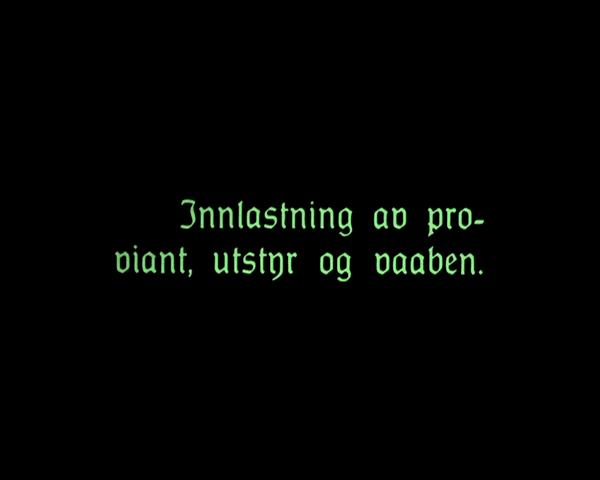 Innlastning av pro-
viant, utstyr og vaaben.